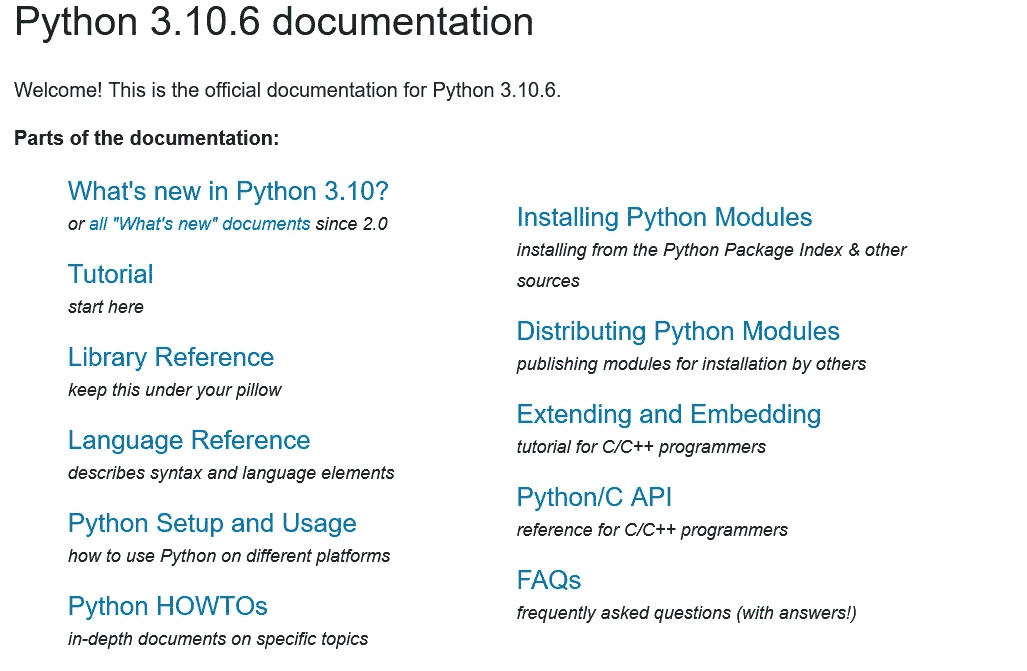 Python 3.10.6 documentation
Welcome! This is the official documentation for Python 3.10.6.
Parts of the documentation:
What's new in Python 3.10?
or all "What's new" documents since 2.0
Tutorial
start here
Library Reference
keep this under your pillow
Language Reference
describes syntax and language elements
Python Setup and Usage
how to use Python on different platforms
Python HOWTOs
in-depth documents on specific topics
Installing Python Modules
installing from the Python Package Index & other
sources
Distributing Python Modules
publishing modules for installation by others
Extending and Embedding
tutorial for C/C++ programmers
Python/C API
reference for C/C++ programmers
FAQs
frequently asked questions (with answers!)